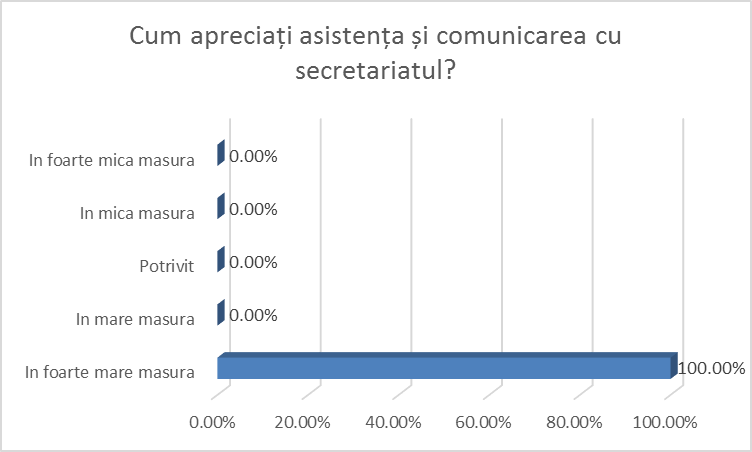 Cum apreciați asistența și comunicarea cu
secretariatul?
In foarte mica masura
0.00%
In mica masura
0.00%
Potrivit
0.00%
In mare masura
0.00%
In foarte mare masura
100.00%
0.00% 20.00% 40.00% 60.00% 80.00% 100.00%